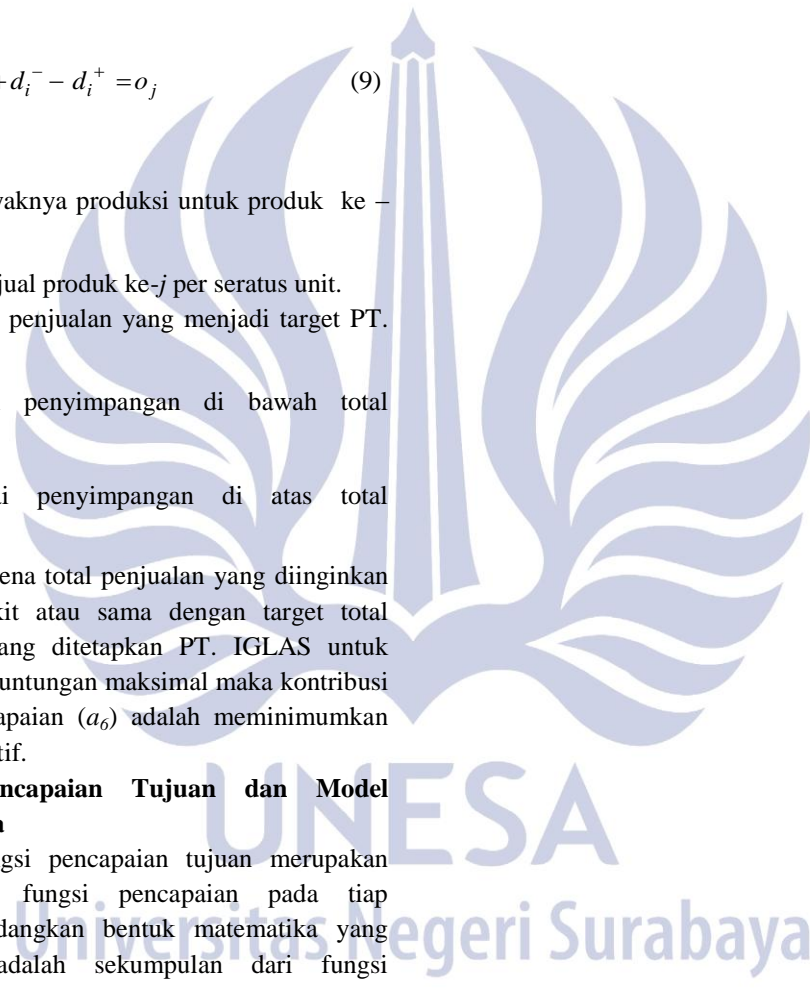 +d_i^- − d_i^+ = o_j (9)
yaknya produksi untuk produk ke –
jual produk ke-j per seratus unit.
penjualan yang menjadi target PT.
penyimpangan di bawah total
penyimpangan di atas total
total penjualan yang diinginkan
atau sama dengan target total
ang ditetapkan PT. IGLAS untuk
untungan maksimal maka kontribusi
apaian (a_6) adalah meminimumkan
tif.
ncapaian Tujuan dan Model
a
ngsi pencapaian tujuan merupakan
fungsi pencapaian pada tiap
dangkan bentuk matematika yang
adalah sekumpulan dari fungsi
UNESA
Universitas Negeri Surabaya